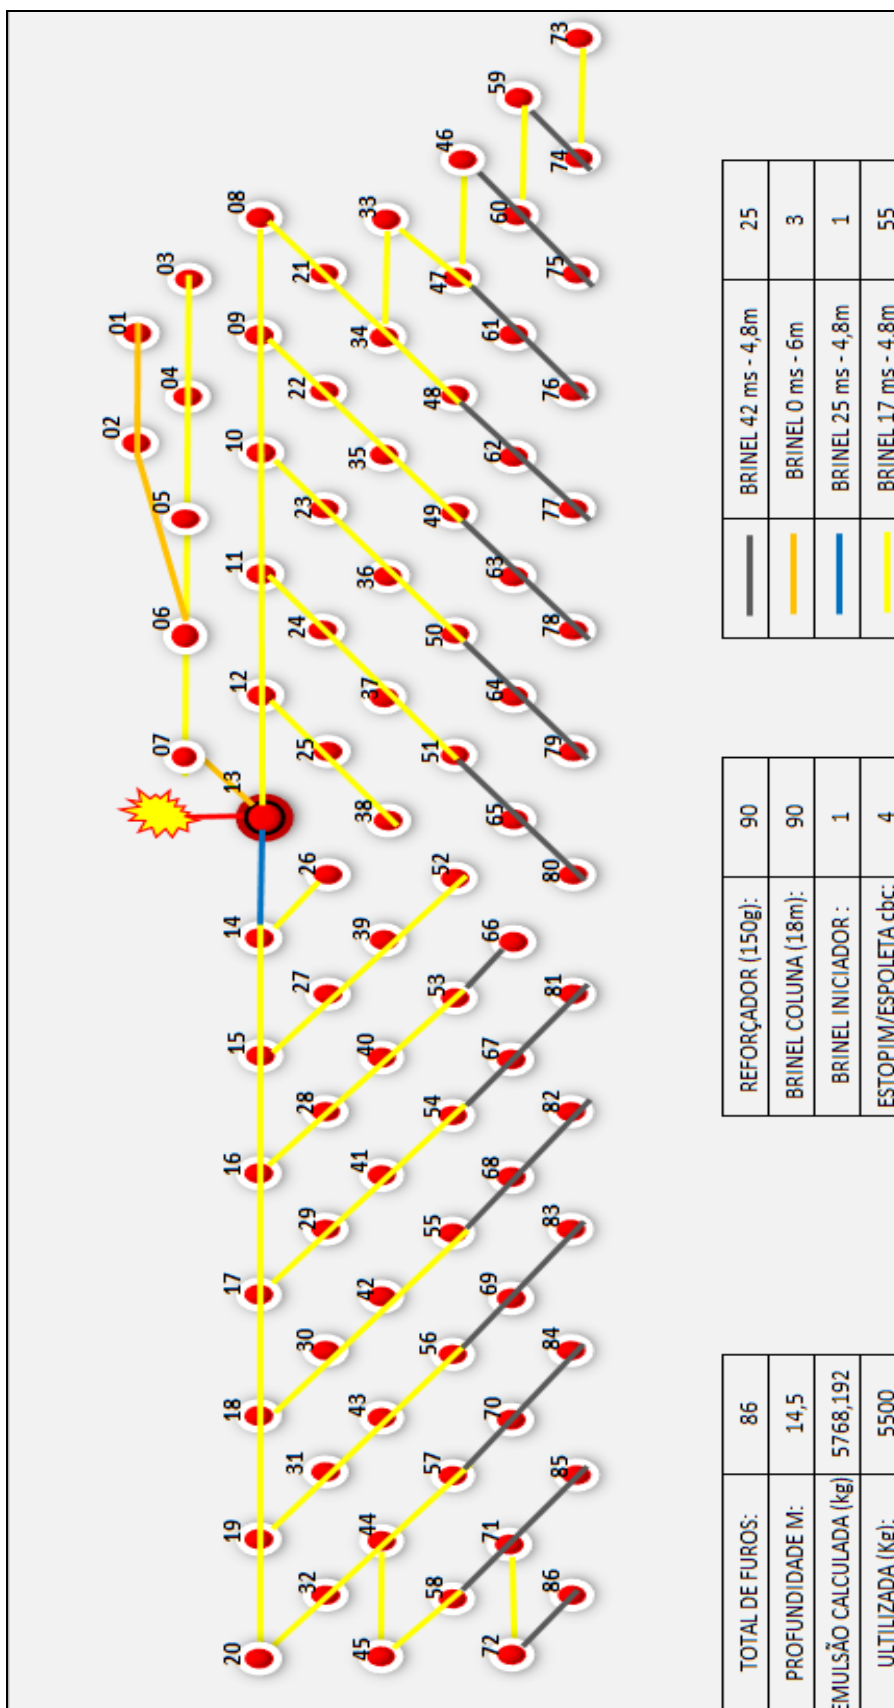 02 01
07 06 05 04 03
20 19 18 17 16 15 14 13 12 11 10 09 08
32 31 30 29 28 27 26 25 24 23 22 21
45 44 43 42 41 40 39 38 37 36 35 34 33
58 57 56 55 54 53 52 51 50 49 48 47 46
72 71 70 69 68 67 66 65 64 63 62 61 60 59
86 85 84 83 82 81 80 79 78 77 76 75 74 73
TOTAL DE FUROS: 86
PROFUNDIDADE M: 14,5
EMULSÃO CALCULADA (kg) 5768,192
ULTILIZADA (Kg): 5500
REFORÇADOR (150g): 90
BRINEL COLUNA (18m): 90
BRINEL INICIADOR : 1
ESTOPIM/ESPOLETA cbc: 4
BRINEL 42 ms - 4,8m 25
BRINEL 0 ms - 6m 3
BRINEL 25 ms - 4,8m 1
BRINEL 17 ms - 4,8m 55